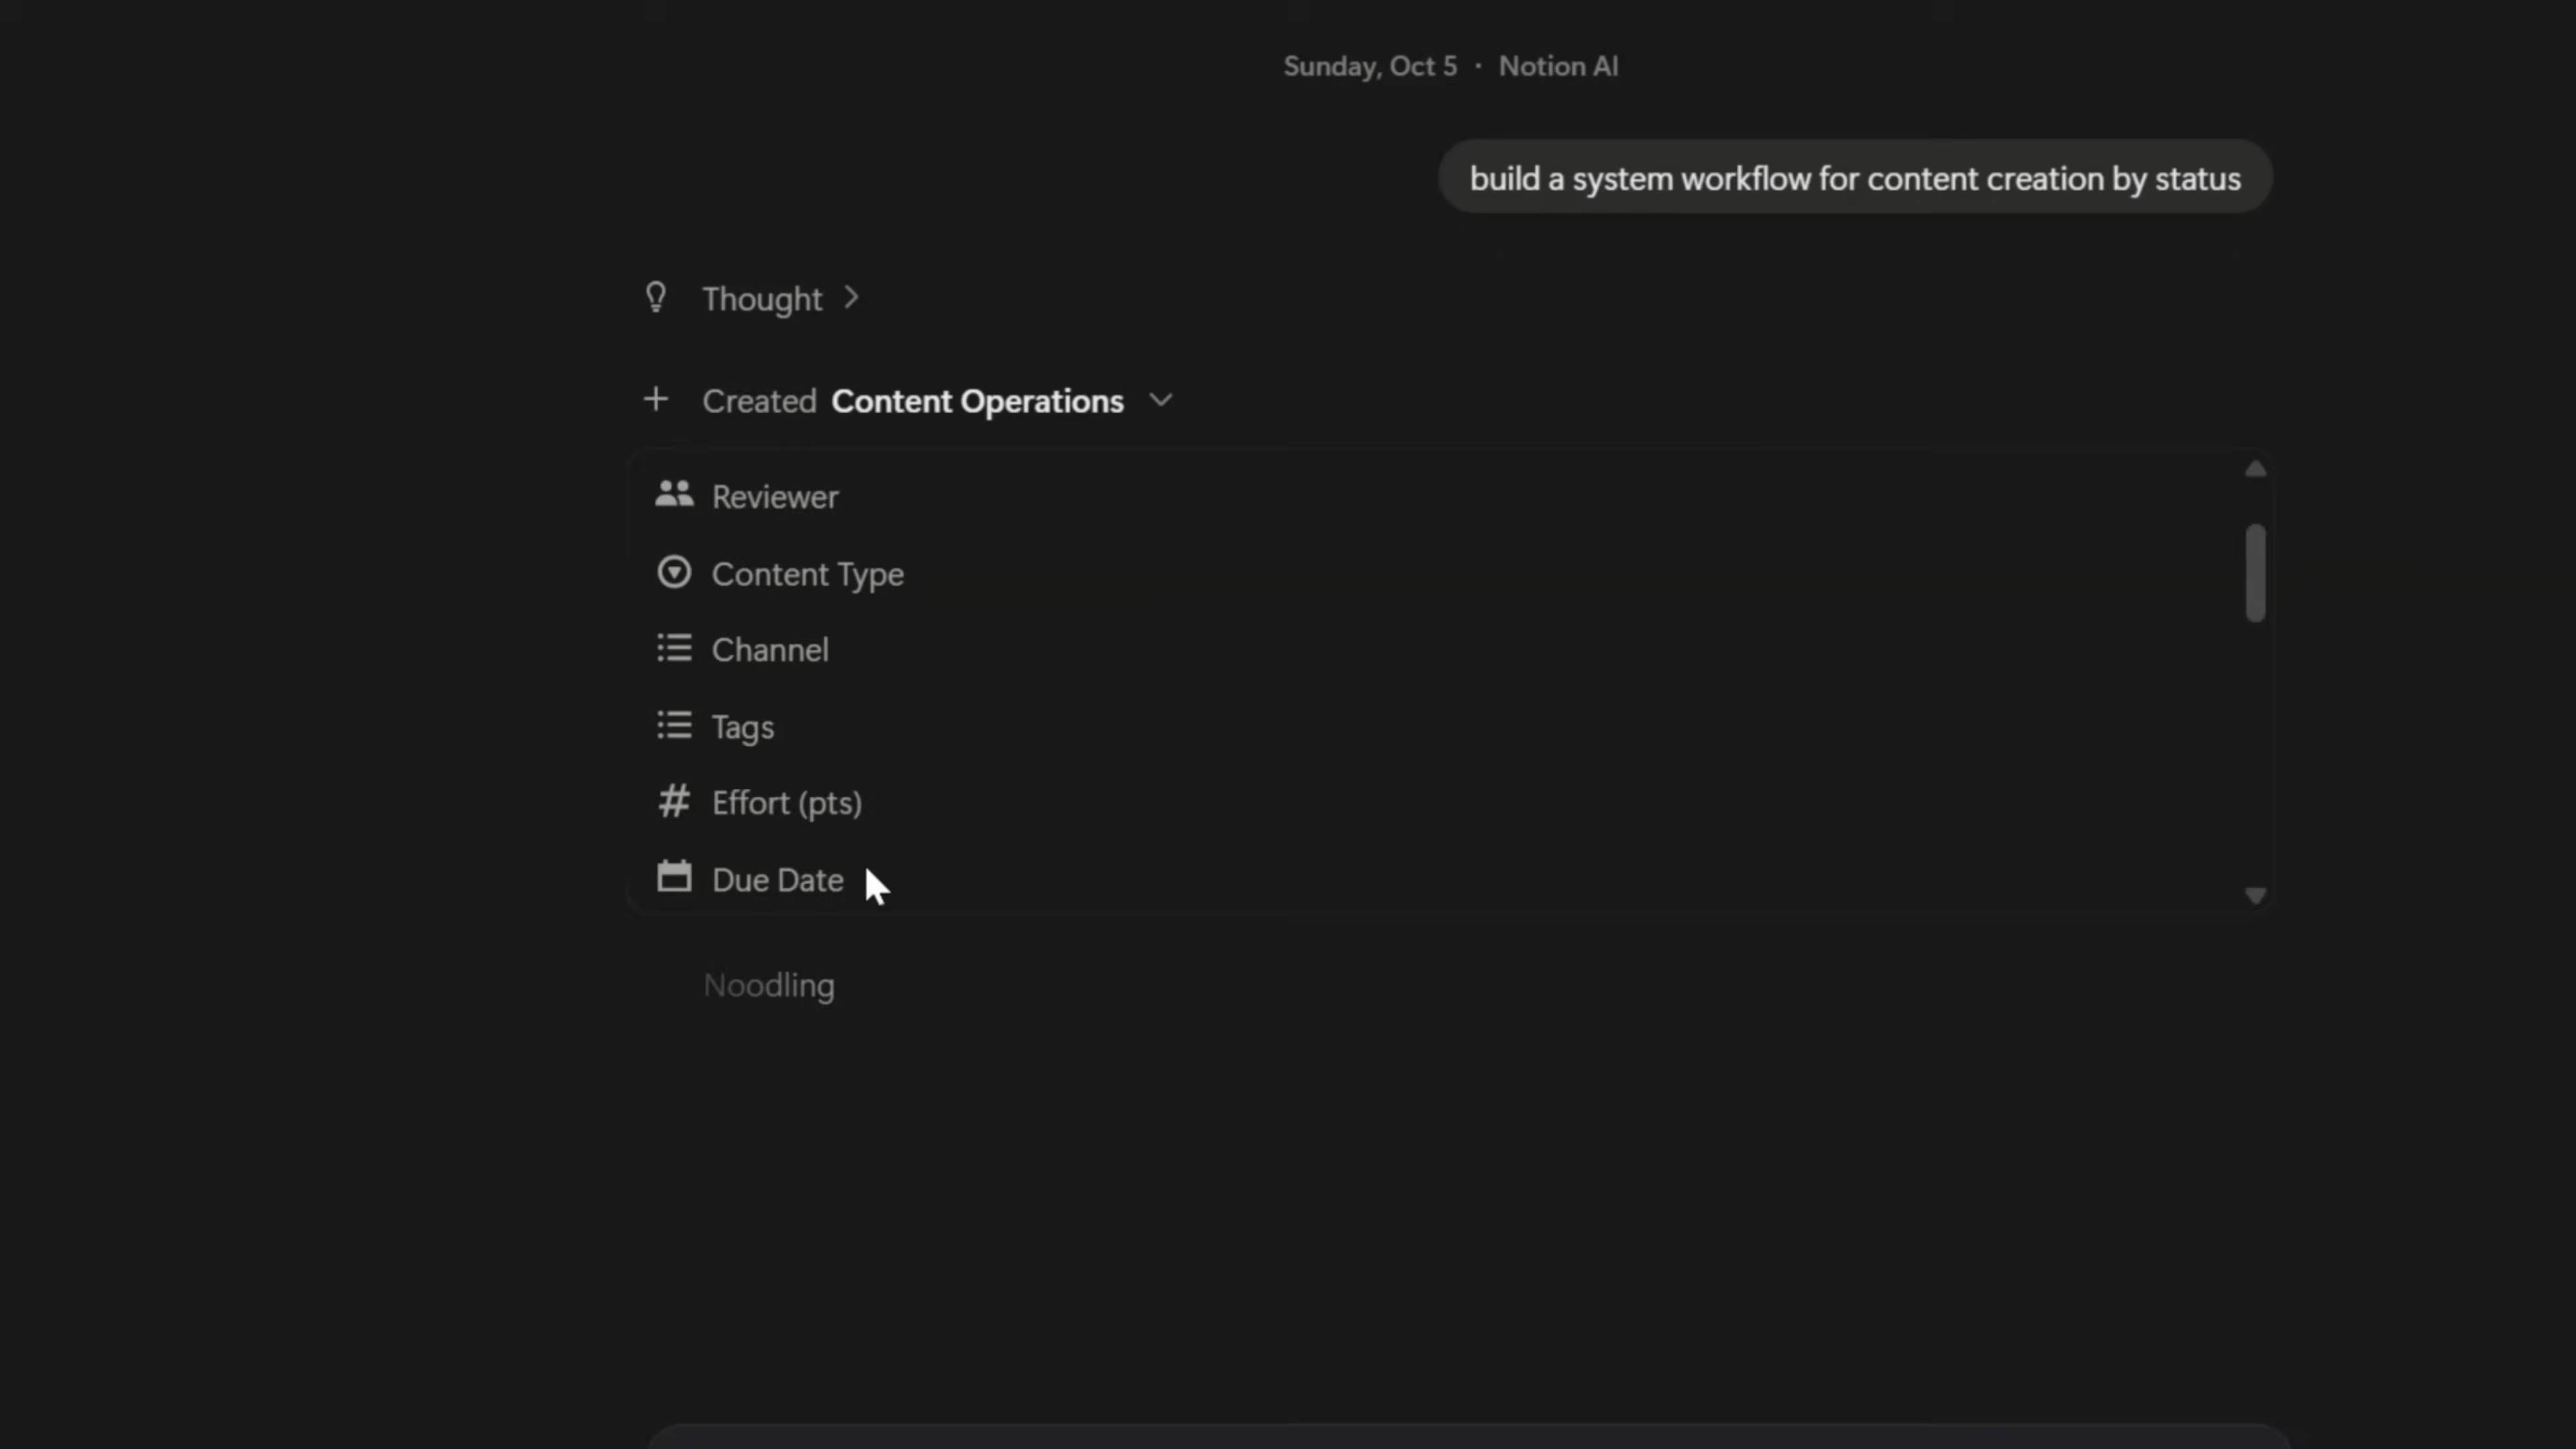 Sunday, Oct 5 · Notion AI
build a system workflow for content creation by status
Thought
Created Content Operations
Reviewer
Content Type
Channel
Tags
Effort (pts)
Due Date
Noodling